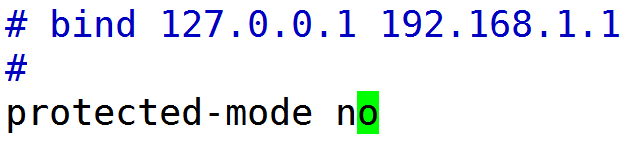 # bind 127.0.0.1 192.168.1.1
#
protected-mode no